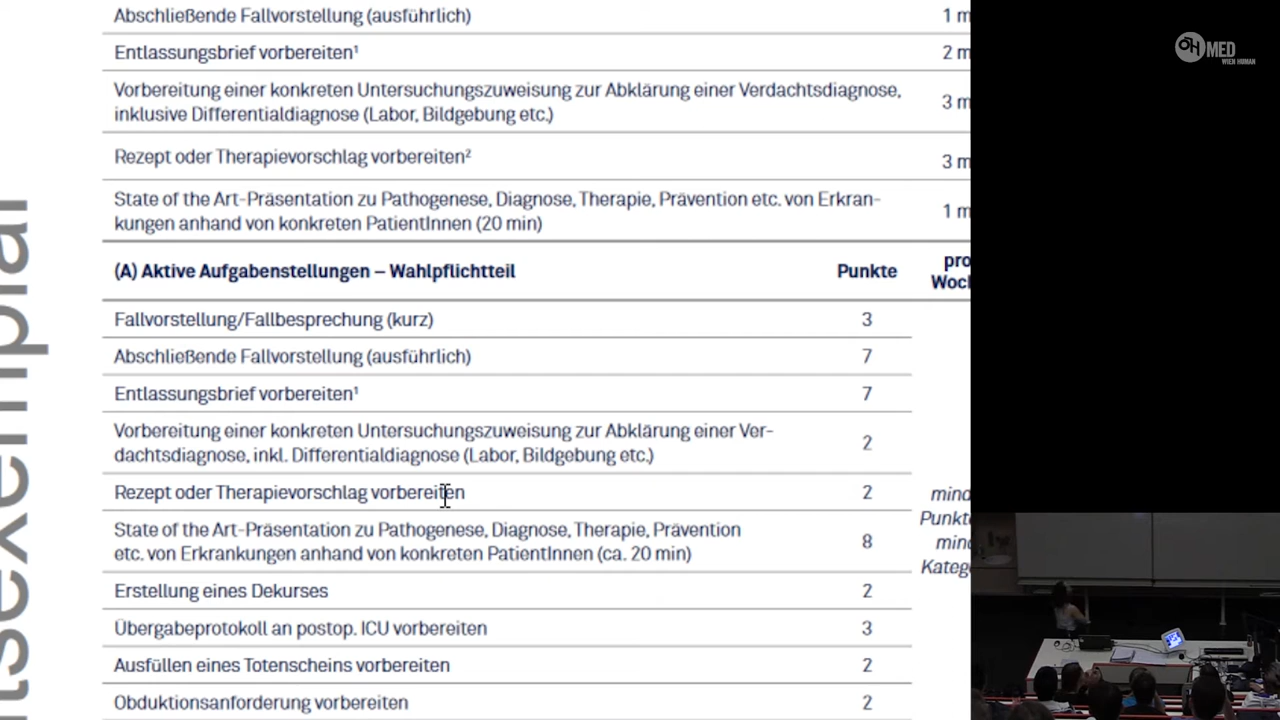 Abschließende Fallvorstellung (ausführlich)
1 m
Entlassungsbrief vorbereiten¹
2 m
Vorbereitung einer konkreten Untersuchungszuweisung zur Abklärung einer Verdachtsdiagnose,
inklusive Differentialdiagnose (Labor, Bildgebung etc.)
3 m
Rezept oder Therapievorschlag vorbereiten²
3 m
State of the Art-Präsentation zu Pathogenese, Diagnose, Therapie, Prävention etc. von Erkran-
kungen anhand von konkreten PatientInnen (20 min)
1 m
(A) Aktive Aufgabenstellungen – Wahlpflichtteil
Punkte
pro
Woch
Fallvorstellung/Fallbesprechung (kurz)
3
Abschließende Fallvorstellung (ausführlich)
7
Entlassungsbrief vorbereiten¹
7
Vorbereitung einer konkreten Untersuchungszuweisung zur Abklärung einer Ver-
dachtsdiagnose, inkl. Differentialdiagnose (Labor, Bildgebung etc.)
2
Rezept oder Therapievorschlag vorbereiten
2
State of the Art-Präsentation zu Pathogenese, Diagnose, Therapie, Prävention
etc. von Erkrankungen anhand von konkreten PatientInnen (ca. 20 min)
8
Erstellung eines Dekurses
2
Übergabeprotokoll an postop. ICU vorbereiten
3
Ausfüllen eines Totenscheins vorbereiten
2
Obduktionsanforderung vorbereiten
2
mind
Punkte
mind
Katego
tsexemplar
ÖH MED
WIEN HUMAN